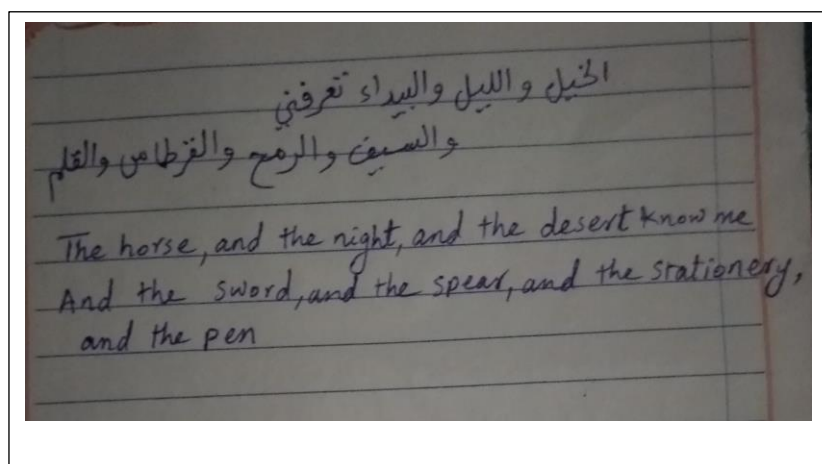 الخيل و الليل والبيداء تعرفني
والسيف والرمح والقرطاس والقلم
The horse, and the night, and the desert know me
And the sword, and the spear, and the stationery,
and the pen